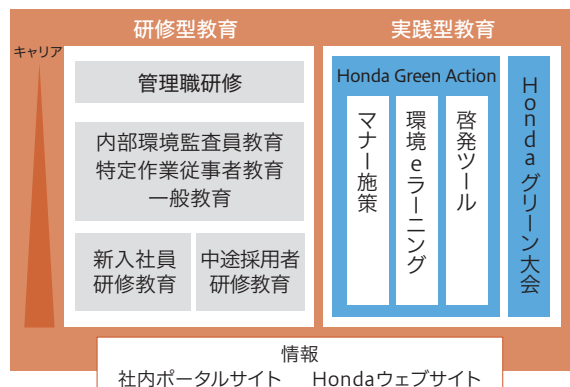 研修型教育
実践型教育
キャリア
管理職研修
内部環境監査員教育
特定作業従事者教育
一般教育
新入社員
研修教育
中途採用者
研修教育
Honda Green Action
マナー施策
環境eラーニング
啓発ツール
Hondaグリーン大会
情報
社内ポータルサイト Hondaウェブサイト